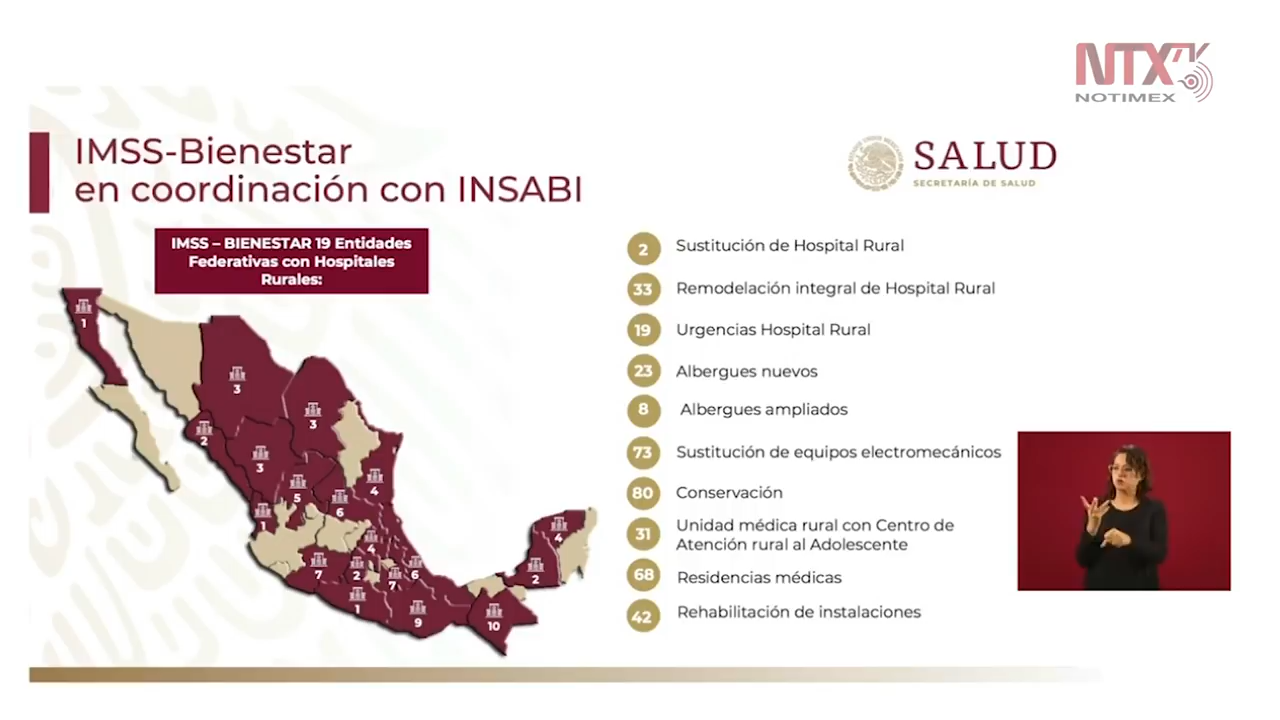 NTX
NOTIMEX
IMSS-Bienestar
en coordinación con INSABI
SALUD
SECRETARÍA DE SALUD
IMSS – BIENESTAR 19 Entidades
Federativas con Hospitales
Rurales:
1
3
3
2
3
5
4
6
1
4
7
2
7
6
1
9
10
4
2
2 Sustitución de Hospital Rural
33 Remodelación integral de Hospital Rural
19 Urgencias Hospital Rural
23 Albergues nuevos
8 Albergues ampliados
73 Sustitución de equipos electromecánicos
80 Conservación
31 Unidad médica rural con Centro de
Atención rural al Adolescente
68 Residencias médicas
42 Rehabilitación de instalaciones